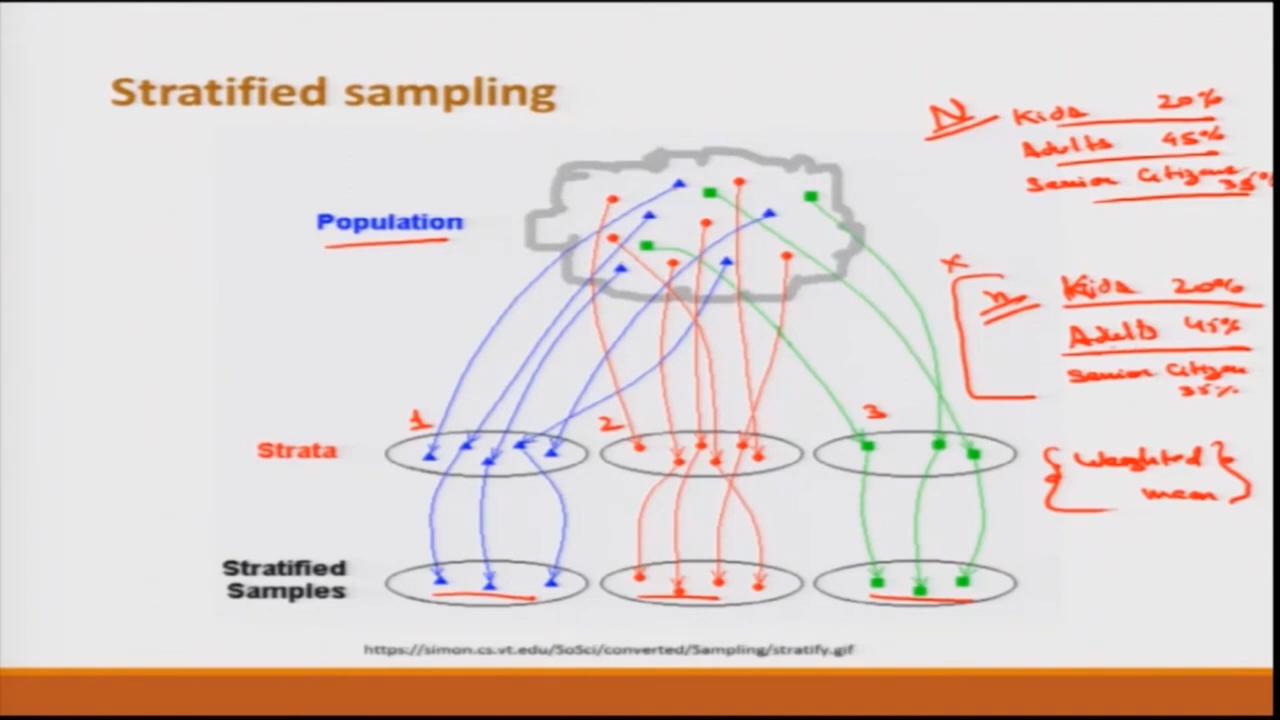 Stratified sampling
N Kids 20%
Adults 45%
Senior Citizens 35%
Population
x
n Kids 20%
Adults 45%
Senior Citizen
35%
1 2 3
Strata
{ Weighted }
mean
Stratified
Samples
https://simon.cs.vt.edu/SoSci/converted/Sampling/stratify.gif